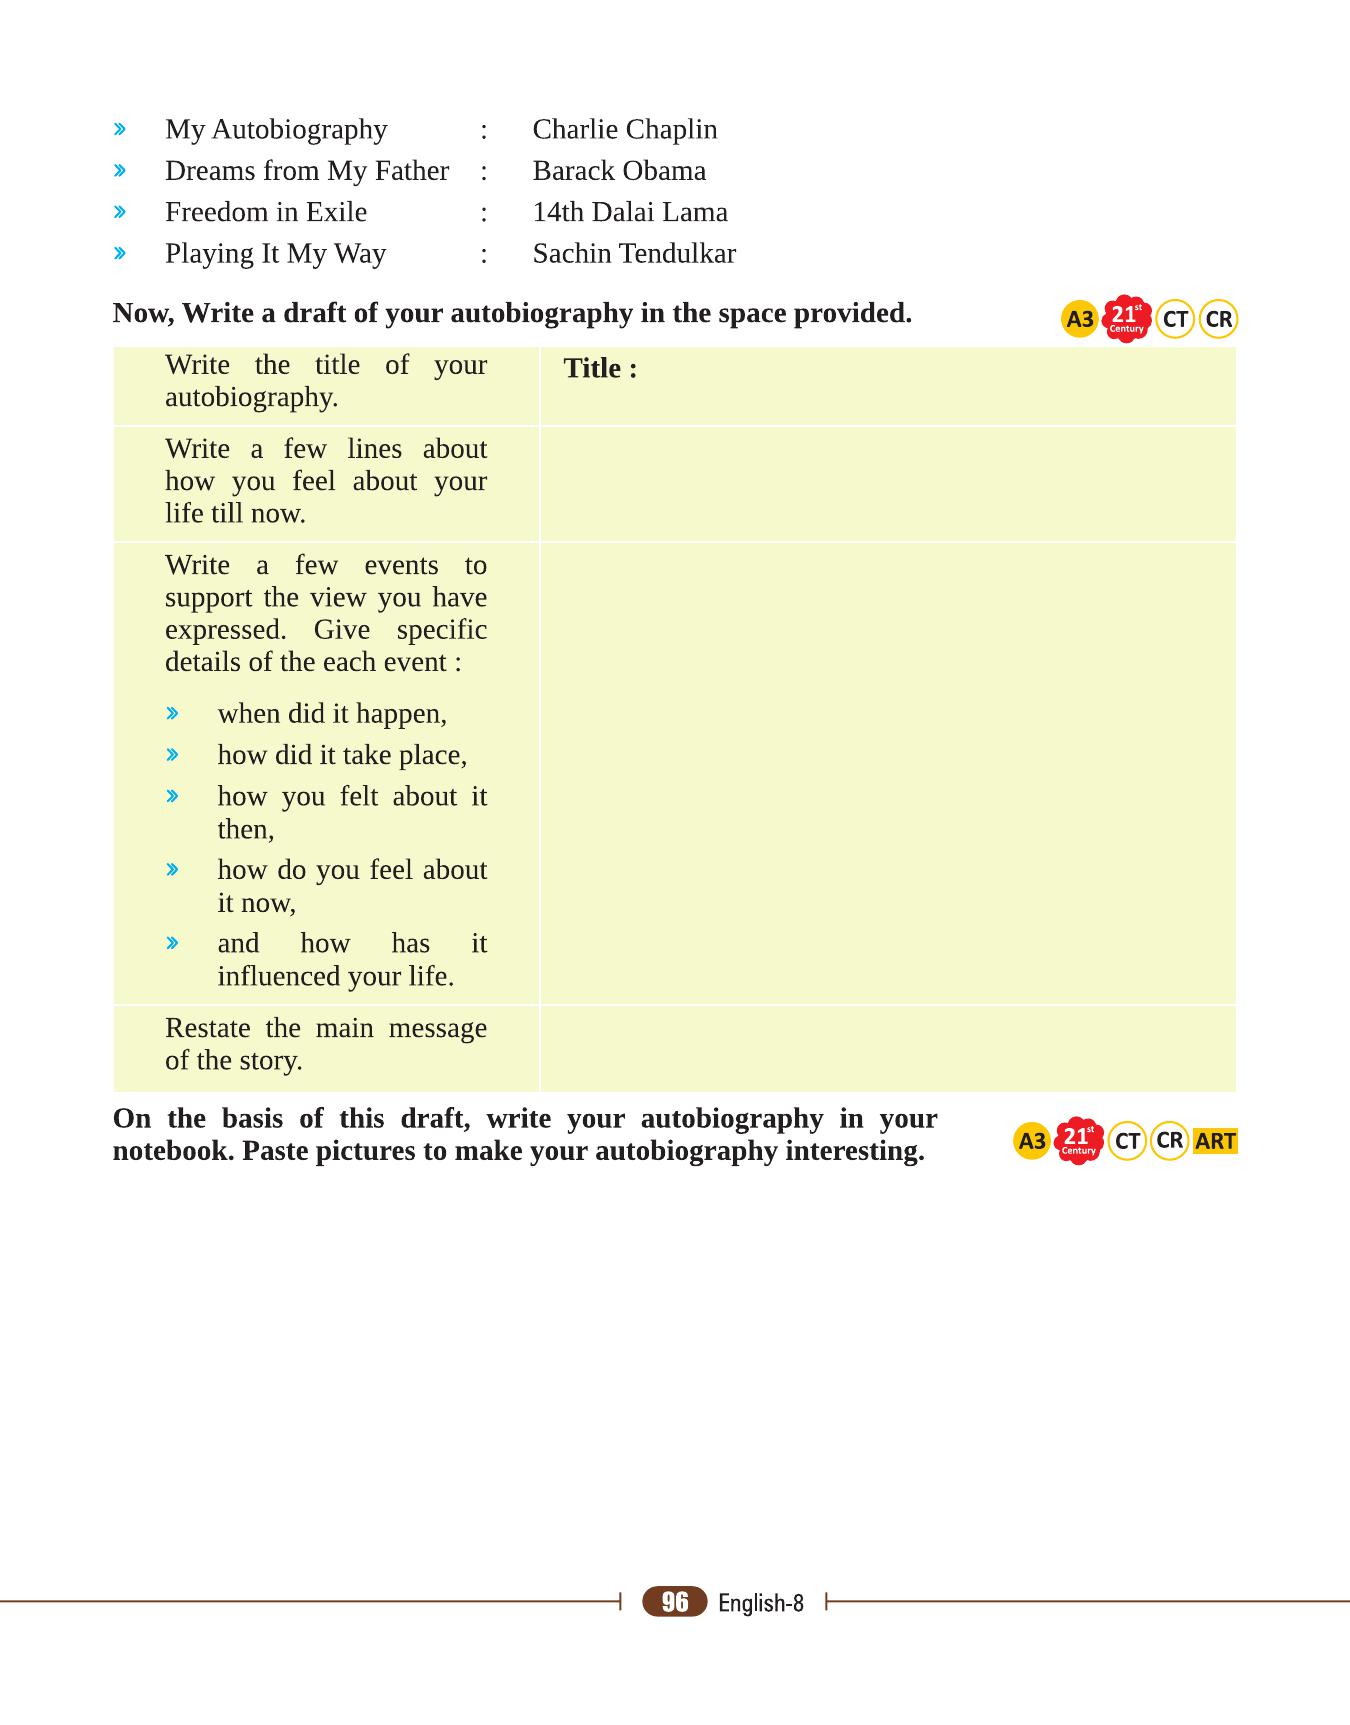 » My Autobiography : Charlie Chaplin
» Dreams from My Father : Barack Obama
» Freedom in Exile : 14th Dalai Lama
» Playing It My Way : Sachin Tendulkar
Now, Write a draft of your autobiography in the space provided.
A3 21st Century CT CR
Write the title of your
autobiography.
Title :
Write a few lines about
how you feel about your
life till now.
Write a few events to
support the view you have
expressed. Give specific
details of the each event :
» when did it happen,
» how did it take place,
» how you felt about it
then,
» how do you feel about
it now,
» and how has it
influenced your life.
Restate the main message
of the story.
On the basis of this draft, write your autobiography in your
notebook. Paste pictures to make your autobiography interesting.
A3 21st Century CT CR ART
96 English-8